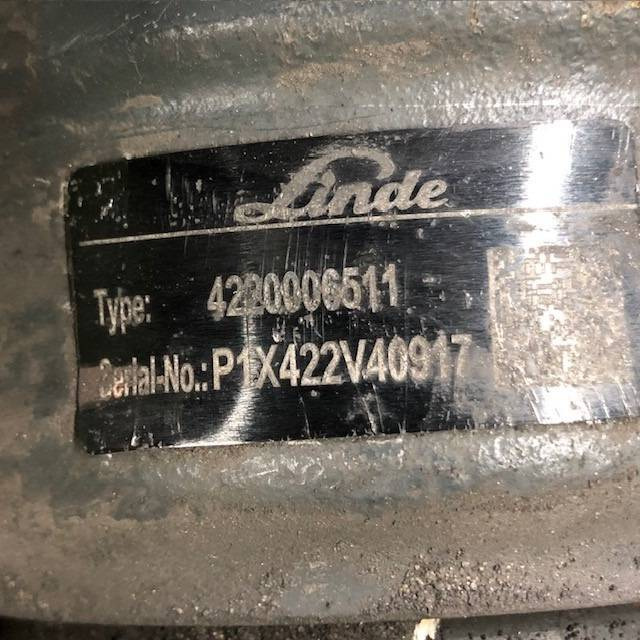 Linde
Type: 4220006511
Serial-No.: P1X422V40917